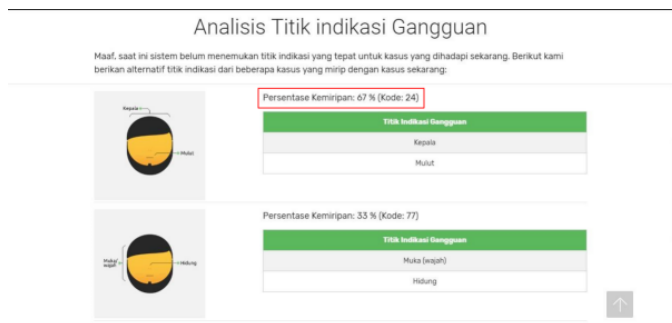 Analisis Titik indikasi Gangguan
Maaf, saat ini sistem belum menemukan titik indikasi yang tepat untuk kasus yang dihadapi sekarang. Berikut kami
berikan alternatif titik indikasi dari beberapa kasus yang mirip dengan kasus sekarang:
Persentase Kemiripan: 67 % (Kode: 24)
Kepala
Mulut
Titik Indikasi Gangguan
Kepala
Mulut
Persentase Kemiripan: 33 % (Kode: 77)
Muka/
wajah
Hidung
Titik Indikasi Gangguan
Muka (wajah)
Hidung